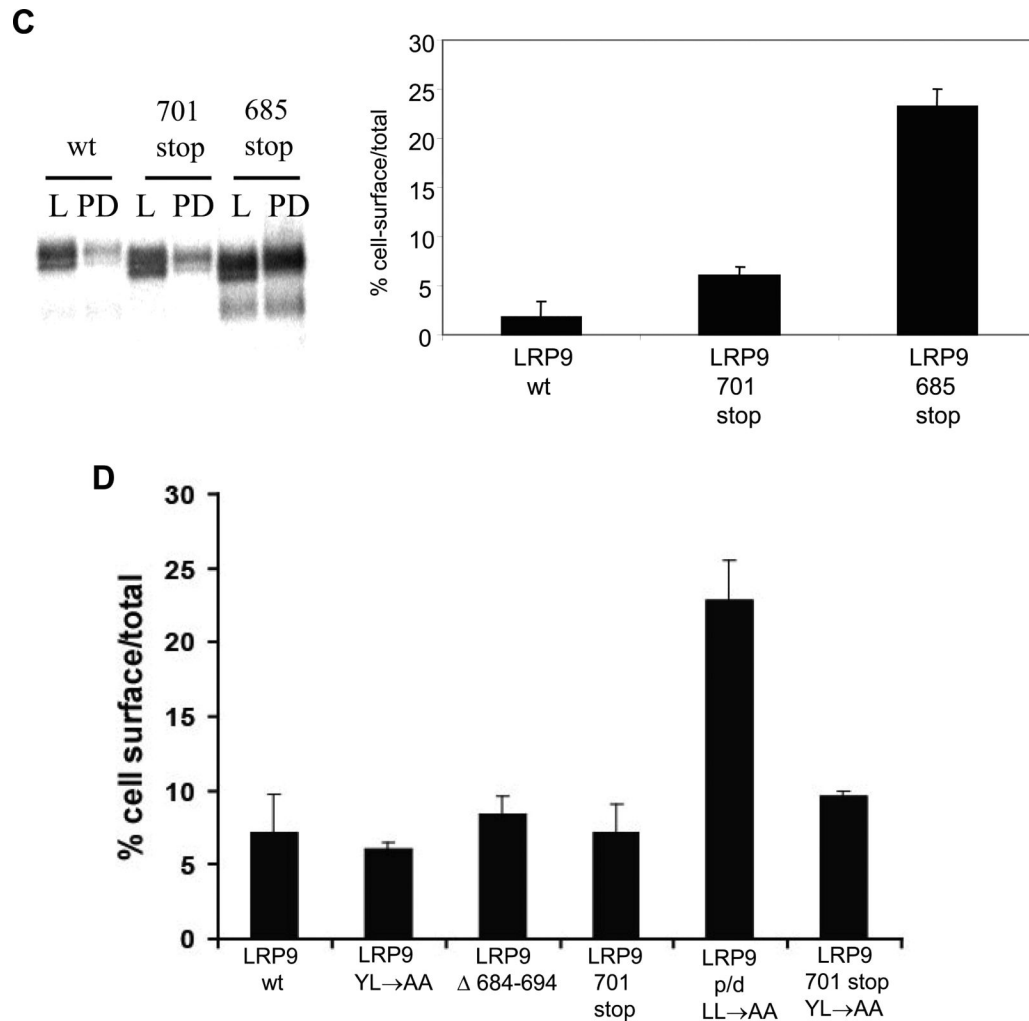 C
wt
701
stop
685
stop
L PD L PD L PD
% cell-surface/total
30
25
20
15
10
5
0
LRP9
wt
LRP9
701
stop
LRP9
685
stop
D
% cell surface/total
30
25
20
15
10
5
0
LRP9
wt
LRP9
YL→AA
LRP9
Δ 684-694
LRP9
701
stop
LRP9
p/d
LL→AA
LRP9
701 stop
YL→AA